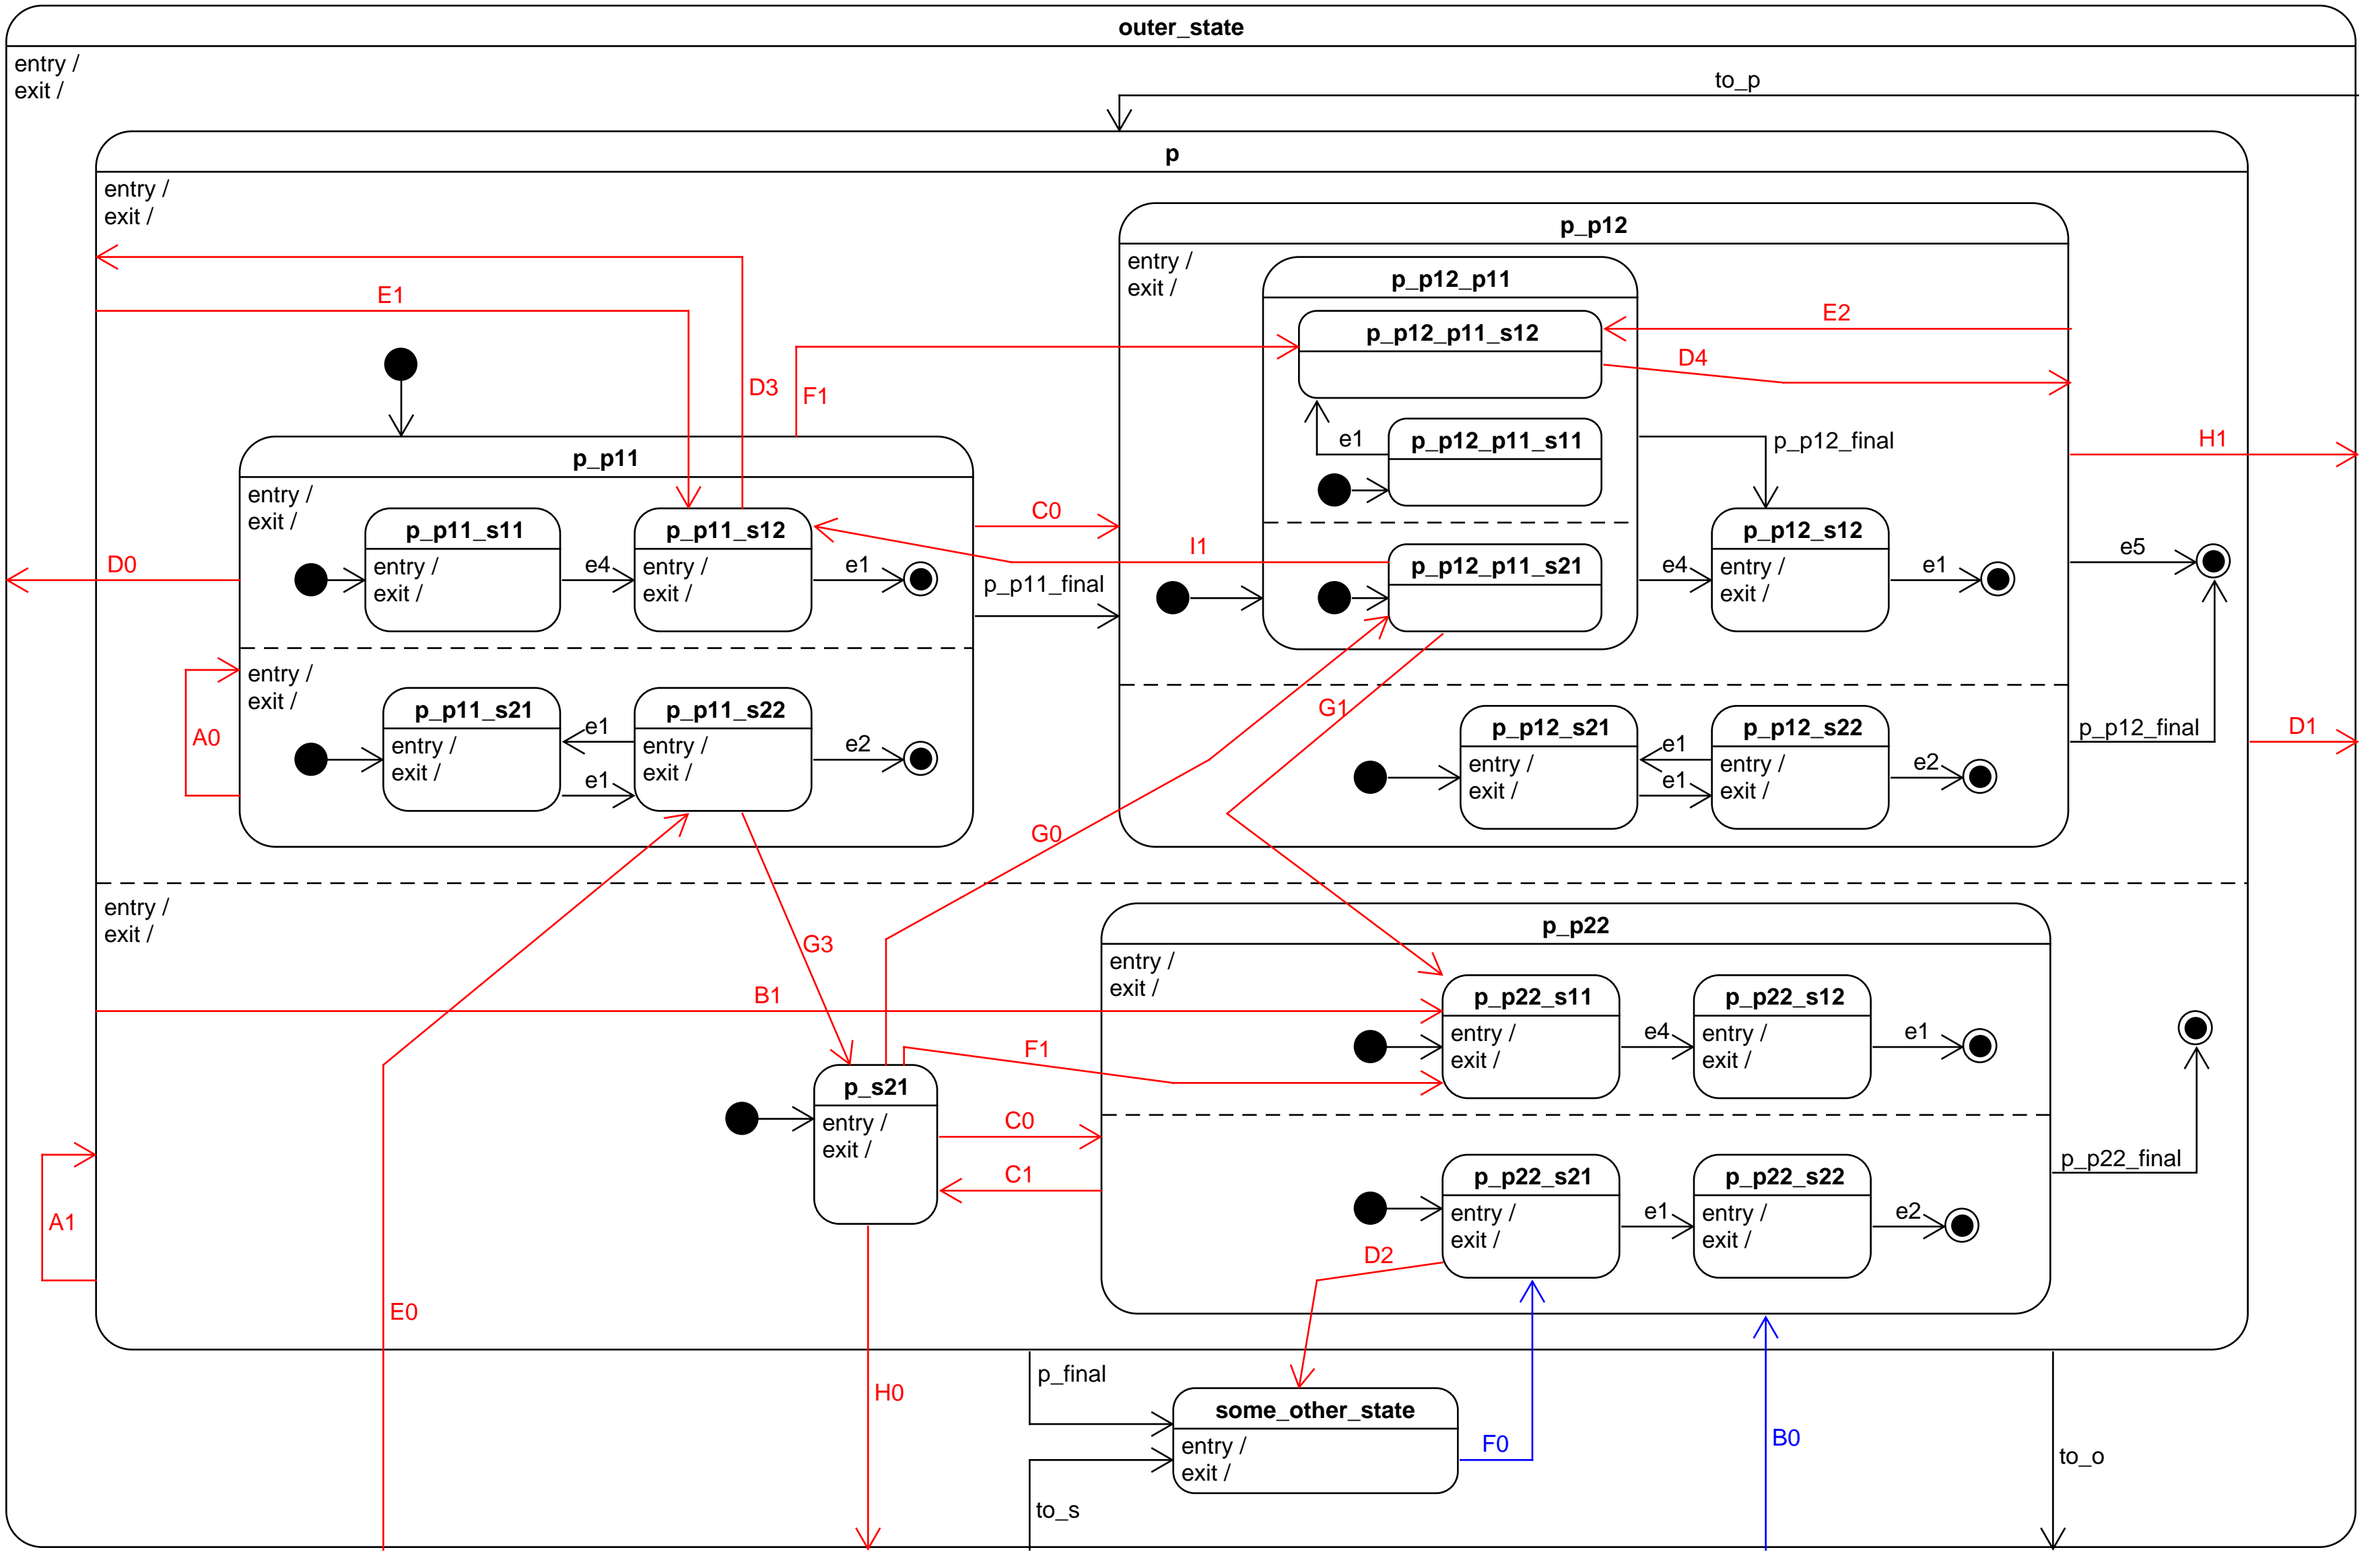 outer_state
entry /
exit /
to_p
p
entry /
exit /
p_p12
entry /
exit /
p_p12_p11
E1
E2
p_p12_p11_s12
D4
D3
F1
p_p12_p11_s11
e1
p_p12_final
H1
p_p11
entry /
exit /
p_p11_s11
entry /
exit /
e4
p_p11_s12
entry /
exit /
e1
C0
I1
p_p12_p11_s21
e4
p_p12_s12
entry /
exit /
e1
e5
D0
p_p11_final
entry /
exit /
A0
p_p11_s21
entry /
exit /
e1
e1
p_p11_s22
entry /
exit /
e2
G1
p_p12_s21
entry /
exit /
e1
e1
p_p12_s22
entry /
exit /
e2
p_p12_final
D1
G0
entry /
exit /
G3
p_p22
entry /
exit /
B1
p_p22_s11
entry /
exit /
e4
p_p22_s12
entry /
exit /
e1
F1
p_s21
entry /
exit /
C0
C1
p_p22_s21
entry /
exit /
e1
p_p22_s22
entry /
exit /
e2
p_p22_final
A1
D2
E0
p_final
H0
some_other_state
entry /
exit /
F0
B0
to_o
to_s